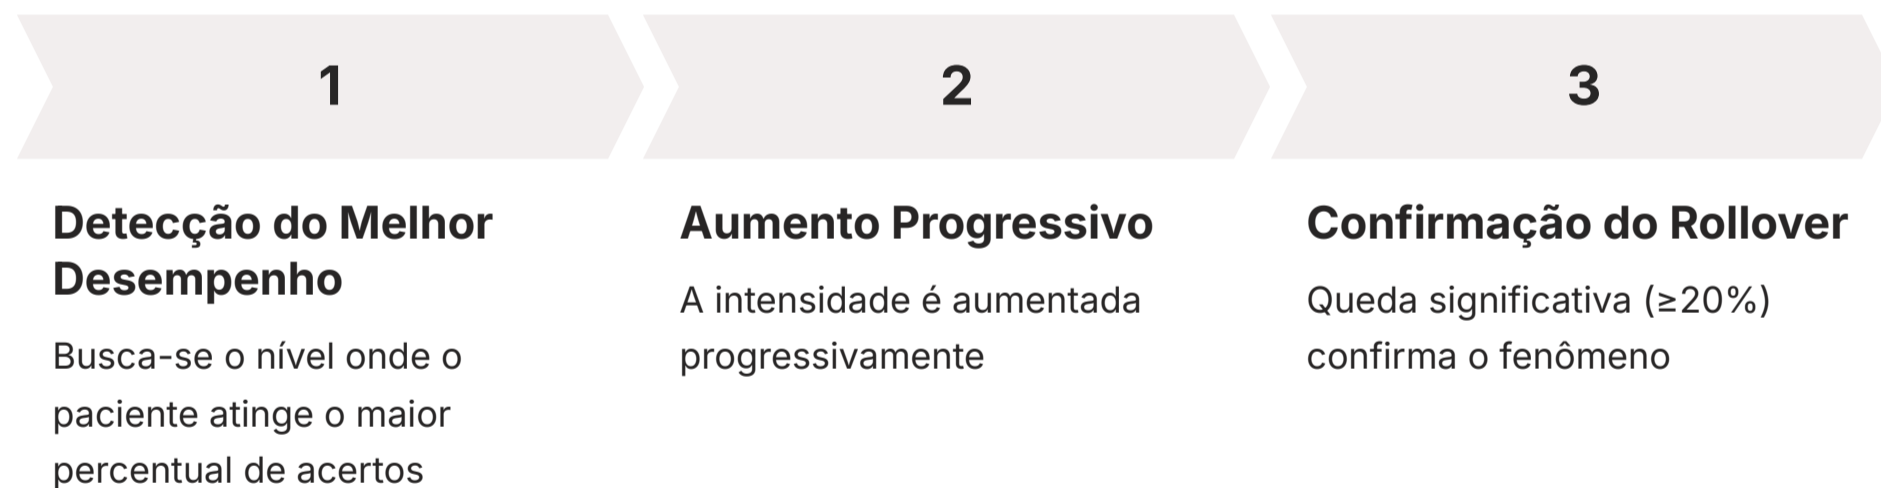 1
Detecção do Melhor
Desempenho
Busca-se o nível onde o
paciente atinge o maior
percentual de acertos
2
Aumento Progressivo
A intensidade é aumentada
progressivamente
3
Confirmação do Rollover
Queda significativa (≥20%)
confirma o fenômeno